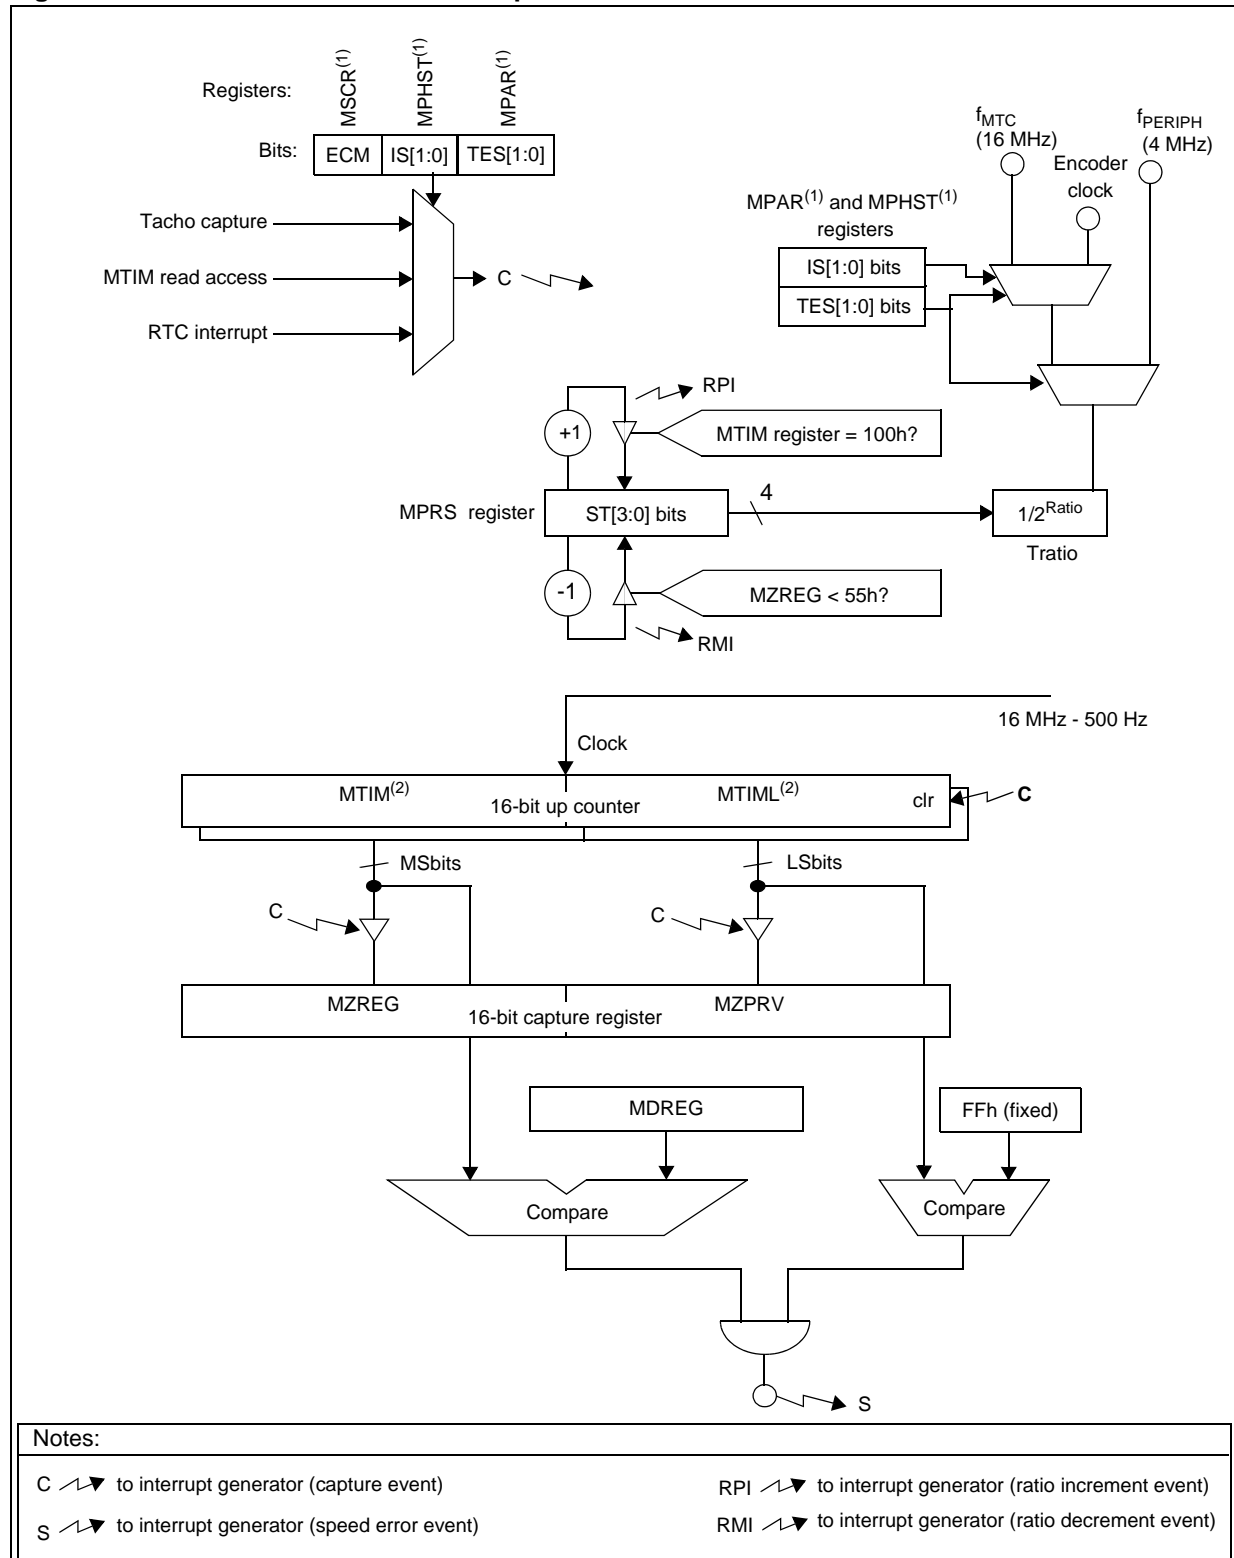 Registers:
MSCR(1)
MPHST(1)
MPAR(1)
Bits:
ECM
IS[1:0]
TES[1:0]
Tacho capture
MTIM read access
RTC interrupt
C
fMTC
(16 MHz)
Encoder
clock
fPERIPH
(4 MHz)
MPAR(1) and MPHST(1)
registers
IS[1:0] bits
TES[1:0] bits
RPI
+1
MTIM register = 100h?
MPRS register
ST[3:0] bits
4
1/2Ratio
Tratio
-1
MZREG < 55h?
RMI
16 MHz - 500 Hz
Clock
MTIM(2)
16-bit up counter
MTIML(2)
clr
C
MSbits
LSbits
C
C
MZREG
16-bit capture register
MZPRV
MDREG
FFh (fixed)
Compare
Compare
S
Notes:
C to interrupt generator (capture event)
RPI to interrupt generator (ratio increment event)
S to interrupt generator (speed error event)
RMI to interrupt generator (ratio decrement event)